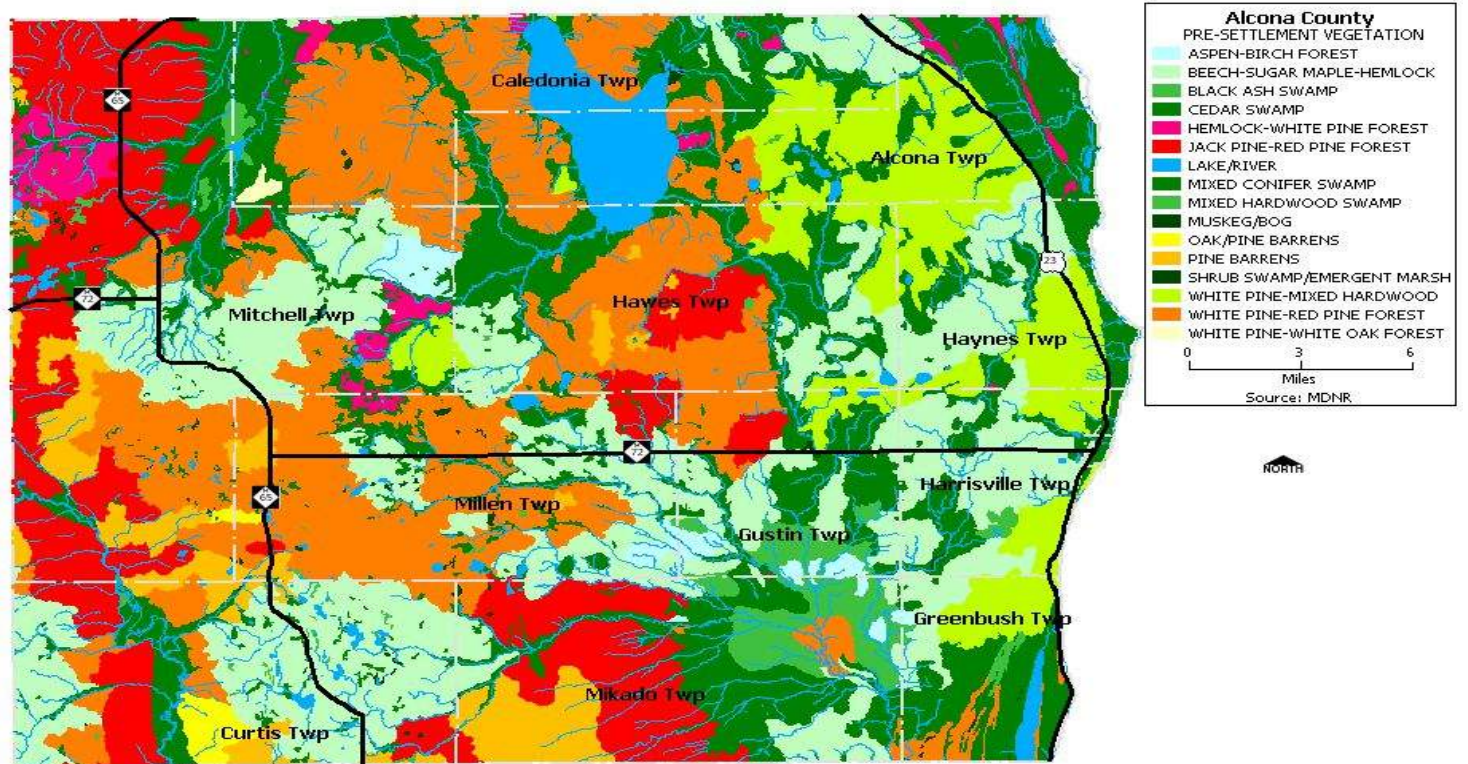 Alcona County
PRE-SETTLEMENT VEGETATION
ASPEN-BIRCH FOREST
BEECH-SUGAR MAPLE-HEMLOCK
BLACK ASH SWAMP
CEDAR SWAMP
HEMLOCK-WHITE PINE FOREST
JACK PINE-RED PINE FOREST
LAKE/RIVER
MIXED CONIFER SWAMP
MIXED HARDWOOD SWAMP
MUSKEG/BOG
OAK/PINE BARRENS
PINE BARRENS
SHRUB SWAMP/EMERGENT MARSH
WHITE PINE-MIXED HARDWOOD
WHITE PINE-RED PINE FOREST
WHITE PINE-WHITE OAK FOREST
0 3 6
Miles
Source: MDNR
NORTH
Caledonia Twp
65
Alcona Twp
23
72
Hawes Twp
Mitchell Twp
Haynes Twp
72
Harrisville Twp
65
Millen Twp
Gustin Twp
Greenbush Twp
Mikado Twp
Curtis Twp